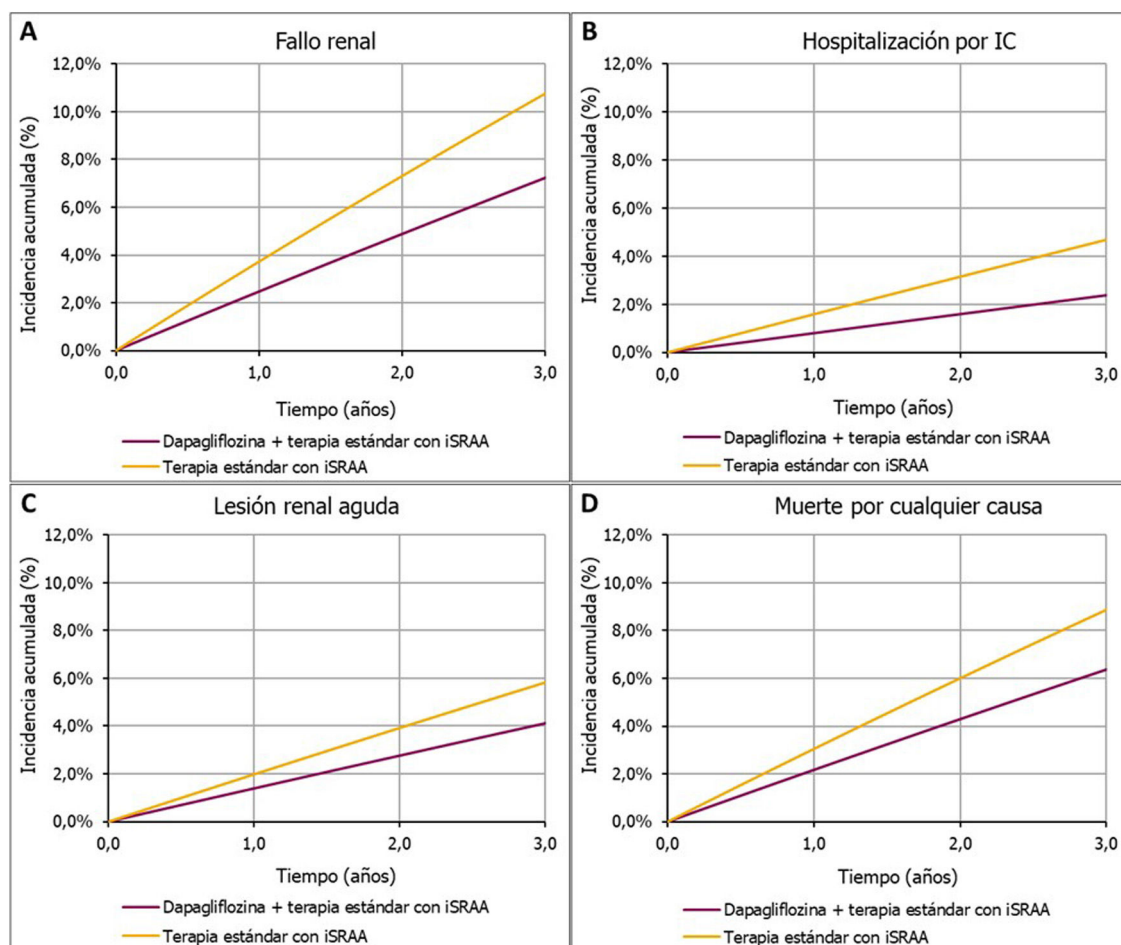 A
Fallo renal
Incidencia acumulada (%)
12,0%
10,0%
8,0%
6,0%
4,0%
2,0%
0,0%
0,0
1,0
2,0
3,0
Tiempo (años)
Dapagliflozina + terapia estándar con iSRAA
Terapia estándar con iSRAA
B
Hospitalización por IC
Incidencia acumulada (%)
12,0%
10,0%
8,0%
6,0%
4,0%
2,0%
0,0%
0,0
1,0
2,0
3,0
Tiempo (años)
Dapagliflozina + terapia estándar con iSRAA
Terapia estándar con iSRAA
C
Lesión renal aguda
Incidencia acumulada (%)
12,0%
10,0%
8,0%
6,0%
4,0%
2,0%
0,0%
0,0
1,0
2,0
3,0
Tiempo (años)
Dapagliflozina + terapia estándar con iSRAA
Terapia estándar con iSRAA
D
Muerte por cualquier causa
Incidencia acumulada (%)
12,0%
10,0%
8,0%
6,0%
4,0%
2,0%
0,0%
0,0
1,0
2,0
3,0
Tiempo (años)
Dapagliflozina + terapia estándar con iSRAA
Terapia estándar con iSRAA